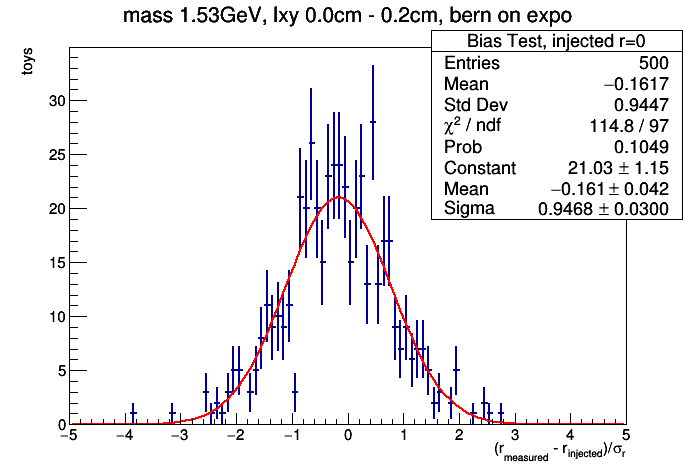 mass 1.53GeV, lxy 0.0cm - 0.2cm, bern on expo
Bias Test, injected r=0
Entries 500
Mean −0.1617
Std Dev 0.9447
χ² / ndf 114.8 / 97
Prob 0.1049
Constant 21.03 ± 1.15
Mean −0.161 ± 0.042
Sigma 0.9468 ± 0.0300
toys
30
25
20
15
10
5
0
−5 −4 −3 −2 −1 0 1 2 3 4 5
(r_measured - r_injected)/σ_r